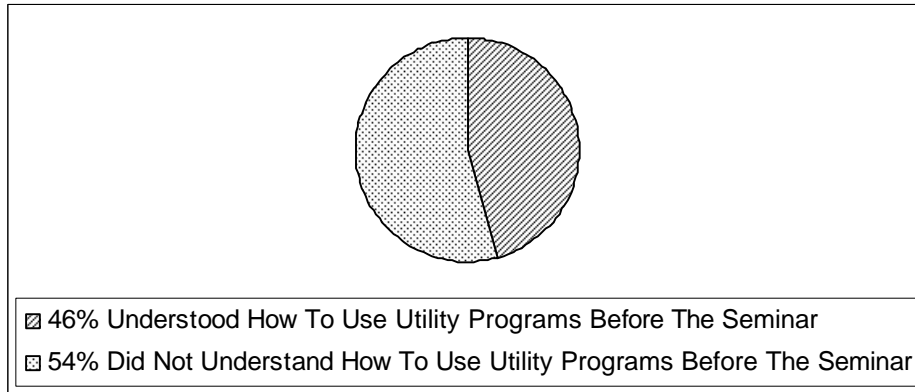 46% Understood How To Use Utility Programs Before The Seminar
54% Did Not Understand How To Use Utility Programs Before The Seminar